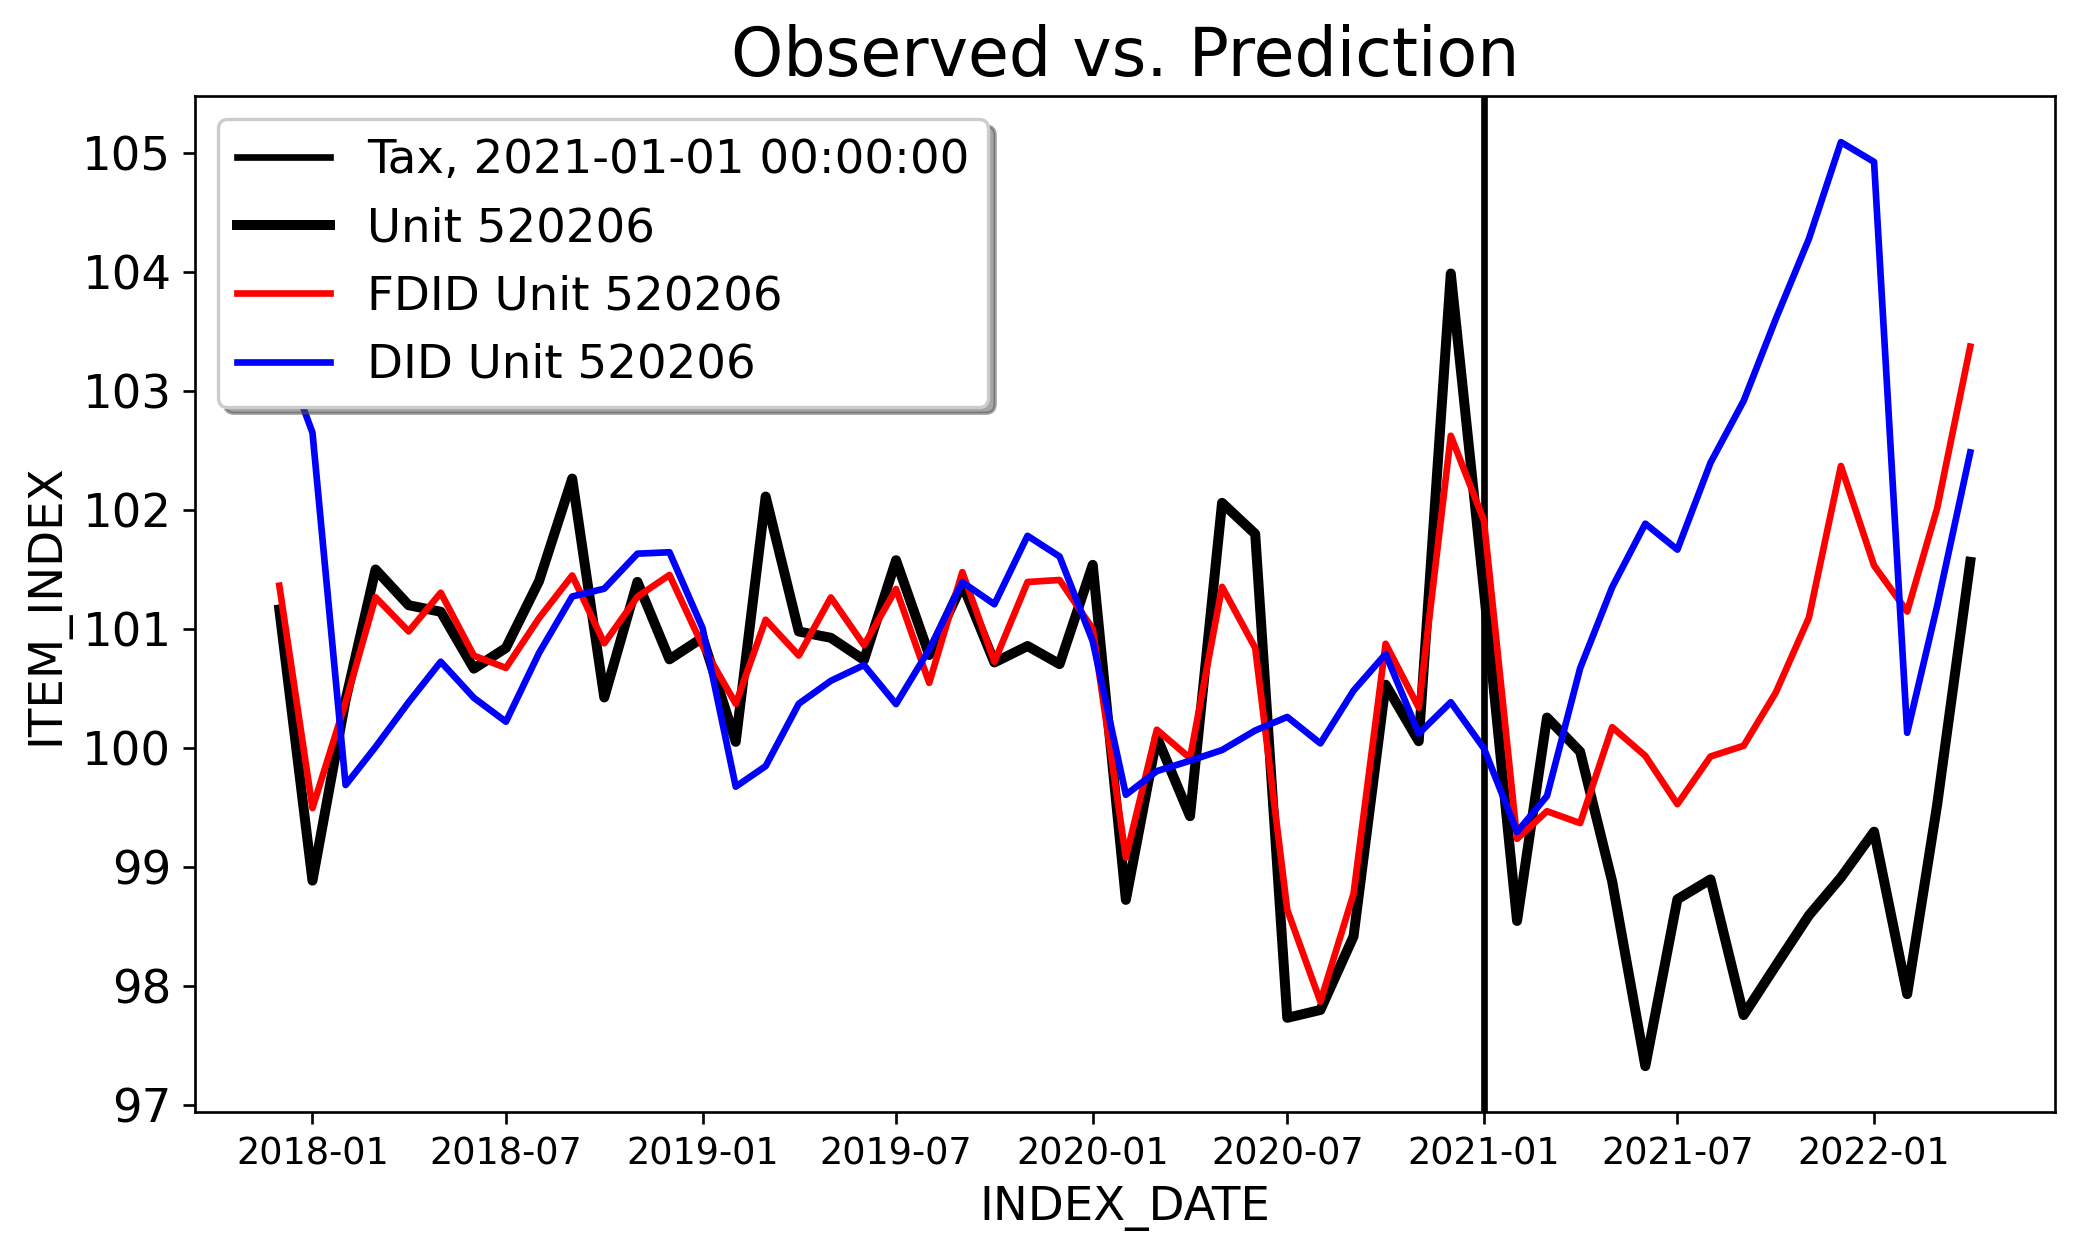 Observed vs. Prediction
Tax, 2021-01-01 00:00:00
Unit 520206
FDID Unit 520206
DID Unit 520206
105
104
103
102
101
100
99
98
97
ITEM_INDEX
2018-01 2018-07 2019-01 2019-07 2020-01 2020-07 2021-01 2021-07 2022-01
INDEX_DATE